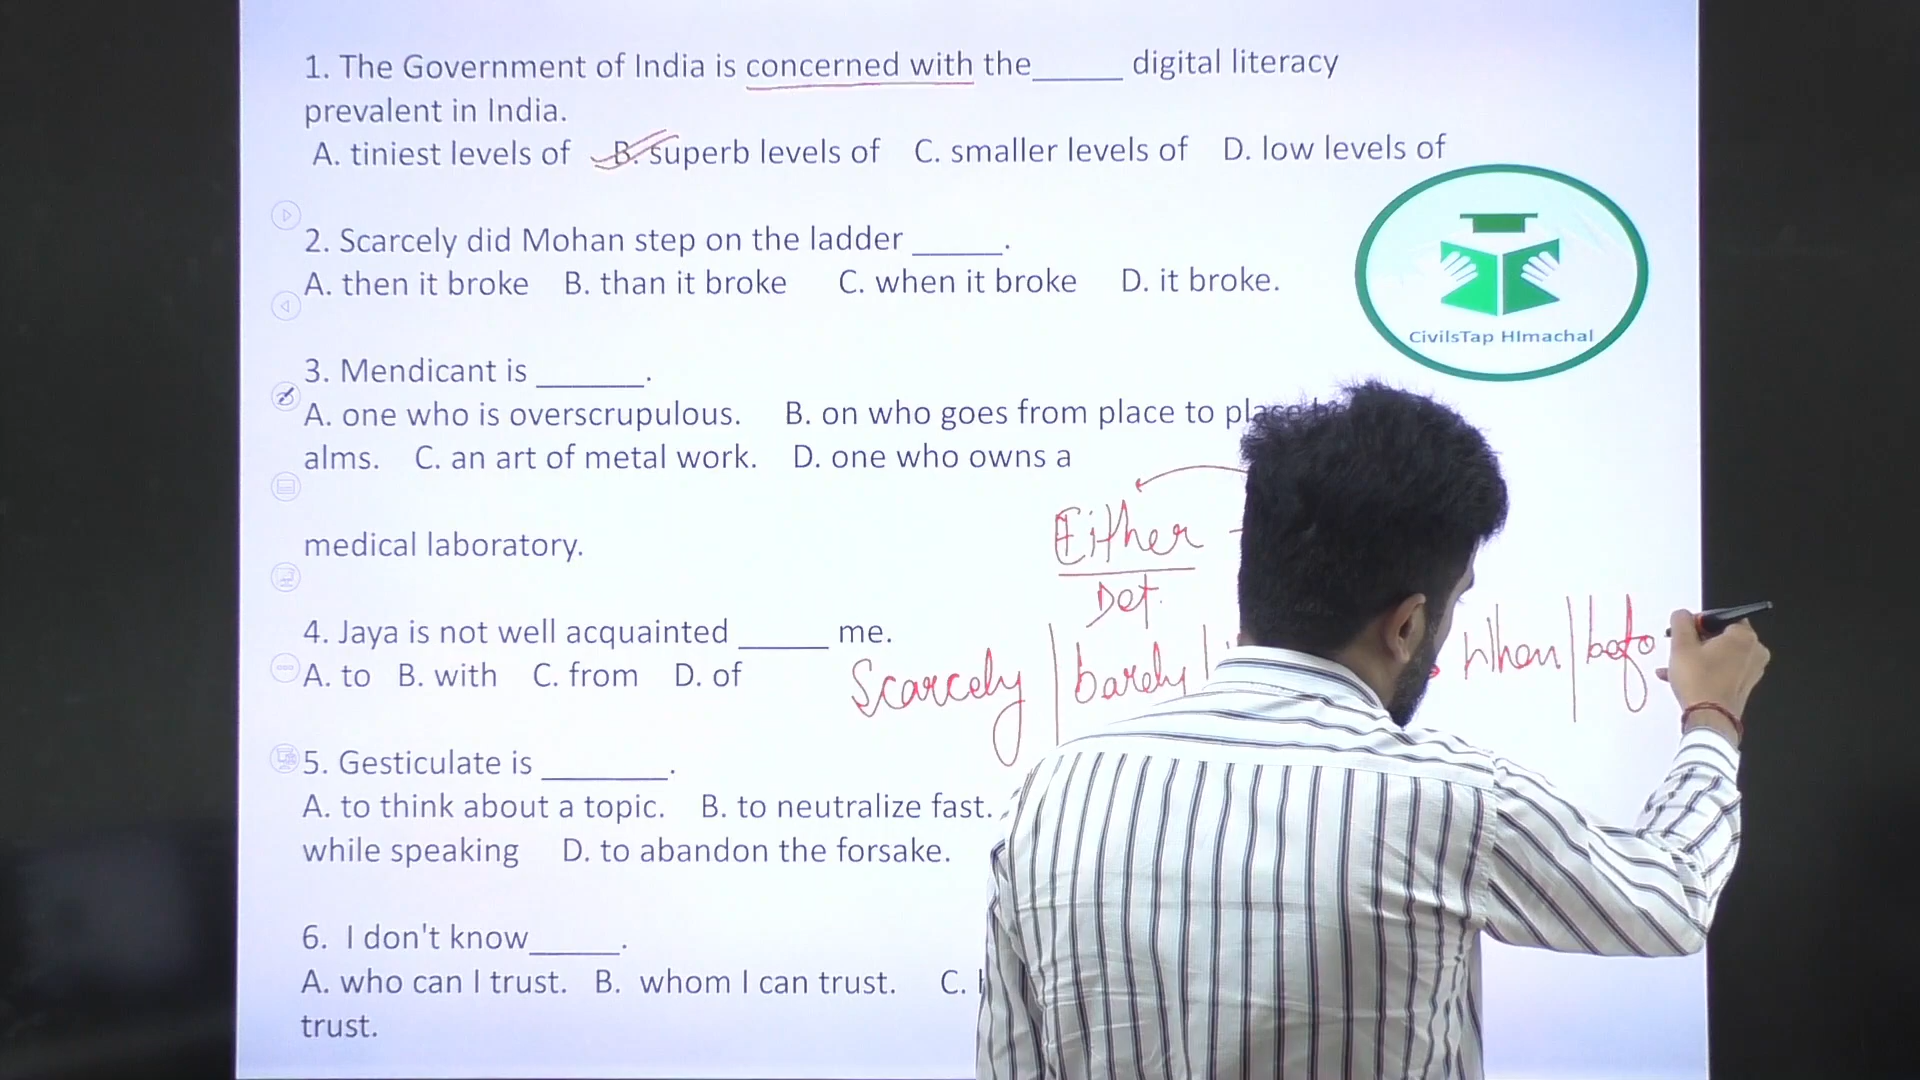 1. The Government of India is concerned with the_____ digital literacy
prevalent in India.
A. tiniest levels of B. superb levels of C. smaller levels of D. low levels of
2. Scarcely did Mohan step on the ladder _____.
A. then it broke B. than it broke C. when it broke D. it broke.
CivilsTap HImachal
3. Mendicant is ______.
A. one who is overscrupulous. B. on who goes from place to place
alms. C. an art of metal work. D. one who owns a
medical laboratory.
Either
Det.
4. Jaya is not well acquainted _____ me.
A. to B. with C. from D. of
Scarcely | barely | when | befo
5. Gesticulate is _______.
A. to think about a topic. B. to neutralize fast.
while speaking D. to abandon the forsake.
6. I don't know_____.
A. who can I trust. B. whom I can trust. C.
trust.